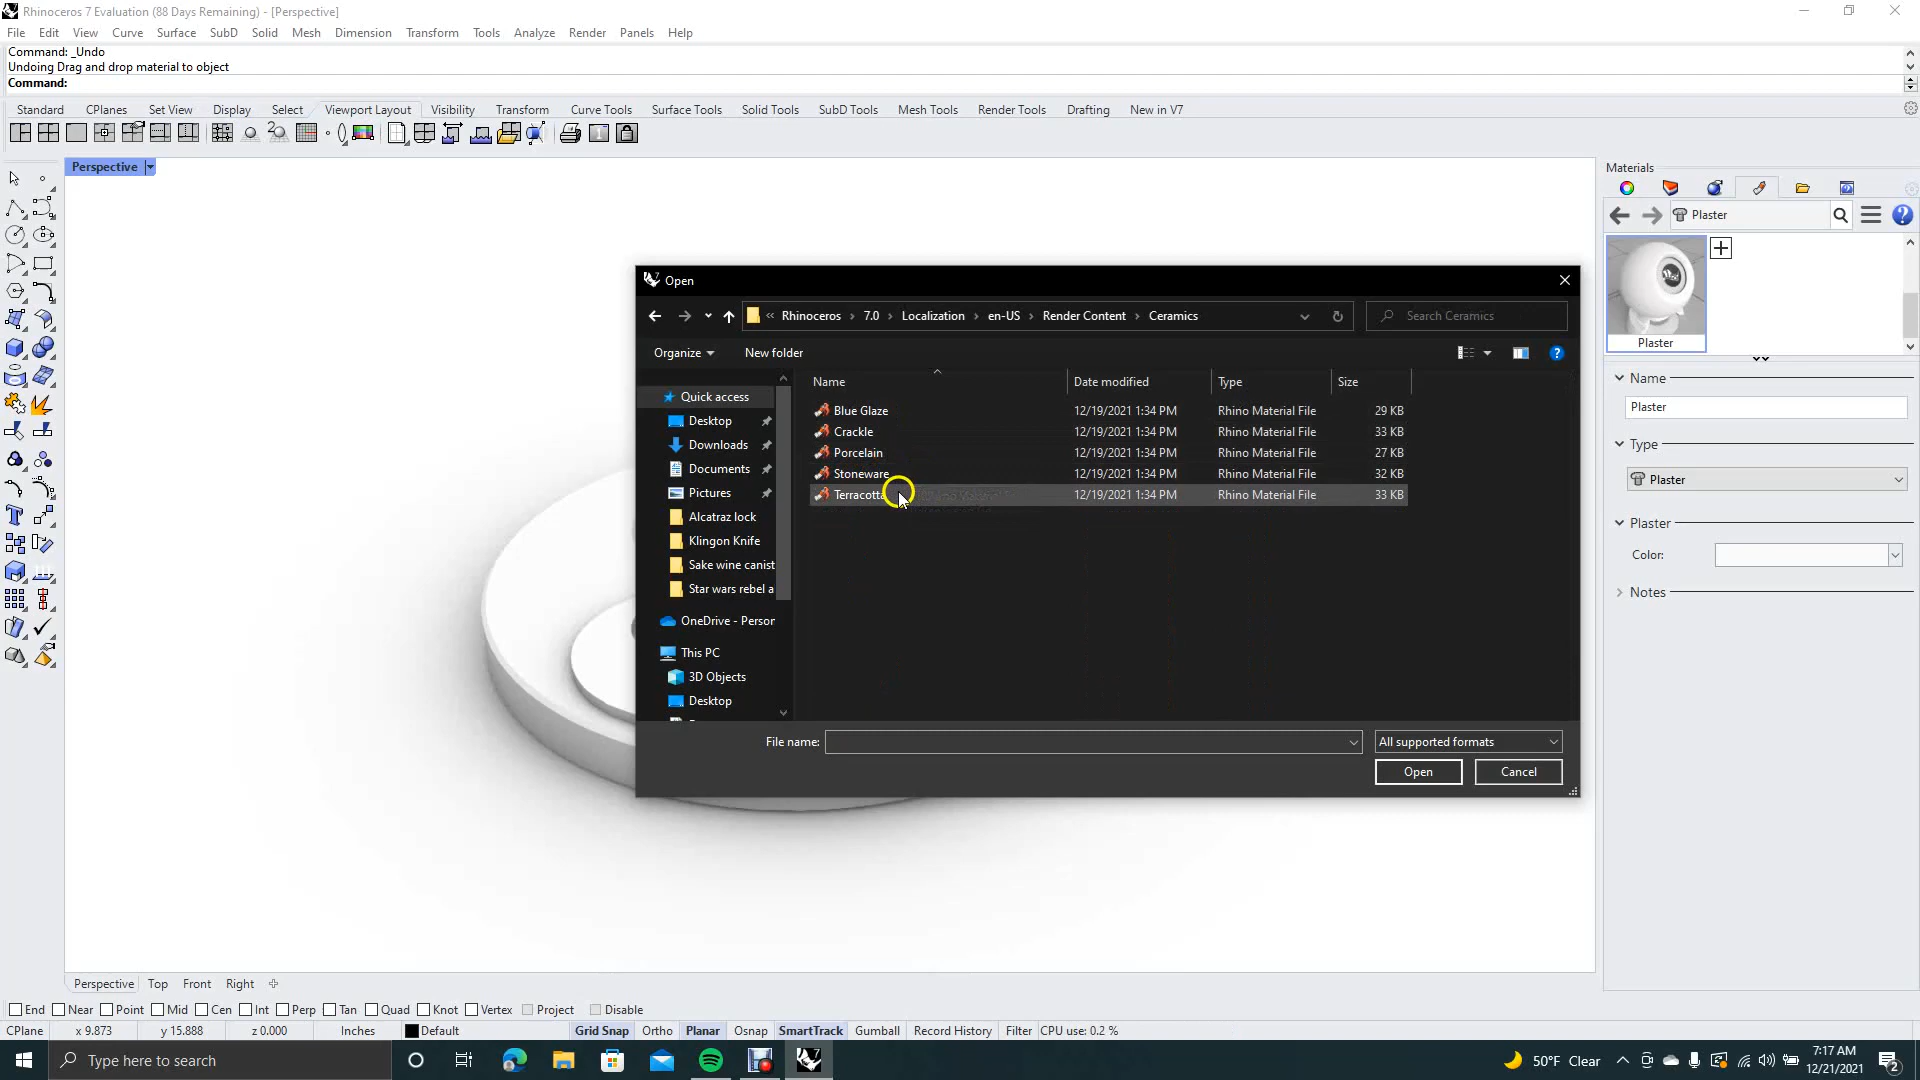 Rhinoceros 7 Evaluation (88 Days Remaining) - [Perspective]
File Edit View Curve Surface SubD Solid Mesh Dimension Transform Tools Analyze Render Panels Help
Command: _Undo
Undoing Drag and drop material to object
Command:
Standard CPlanes Set View Display Select Viewport Layout Visibility Transform Curve Tools Surface Tools Solid Tools SubD Tools Mesh Tools Render Tools Drafting New in V7
Perspective
Materials
Plaster
Plaster
Name
Plaster
Type
Plaster
Plaster
Color:
Notes
Open
« Rhinoceros > 7.0 > Localization > en-US > Render Content > Ceramics
Search Ceramics
Organize New folder
Quick access
Desktop
Downloads
Documents
Pictures
Alcatraz lock
Klingon Knife
Sake wine canist
Star wars rebel a
OneDrive - Person
This PC
3D Objects
Desktop
Name Date modified Type Size
Blue Glaze 12/19/2021 1:34 PM Rhino Material File 29 KB
Crackle 12/19/2021 1:34 PM Rhino Material File 33 KB
Porcelain 12/19/2021 1:34 PM Rhino Material File 27 KB
Stoneware 12/19/2021 1:34 PM Rhino Material File 32 KB
Terracotta 12/19/2021 1:34 PM Rhino Material File 33 KB
File name:
All supported formats
Open Cancel
Perspective Top Front Right
End Near Point Mid Cen Int Perp Tan Quad Knot Vertex Project Disable
CPlane x 9.873 y 15.888 z 0.000 Inches Default Grid Snap Ortho Planar Osnap SmartTrack Gumball Record History Filter CPU use: 0.2 %
Type here to search
50°F Clear
7:17 AM
12/21/2021
2